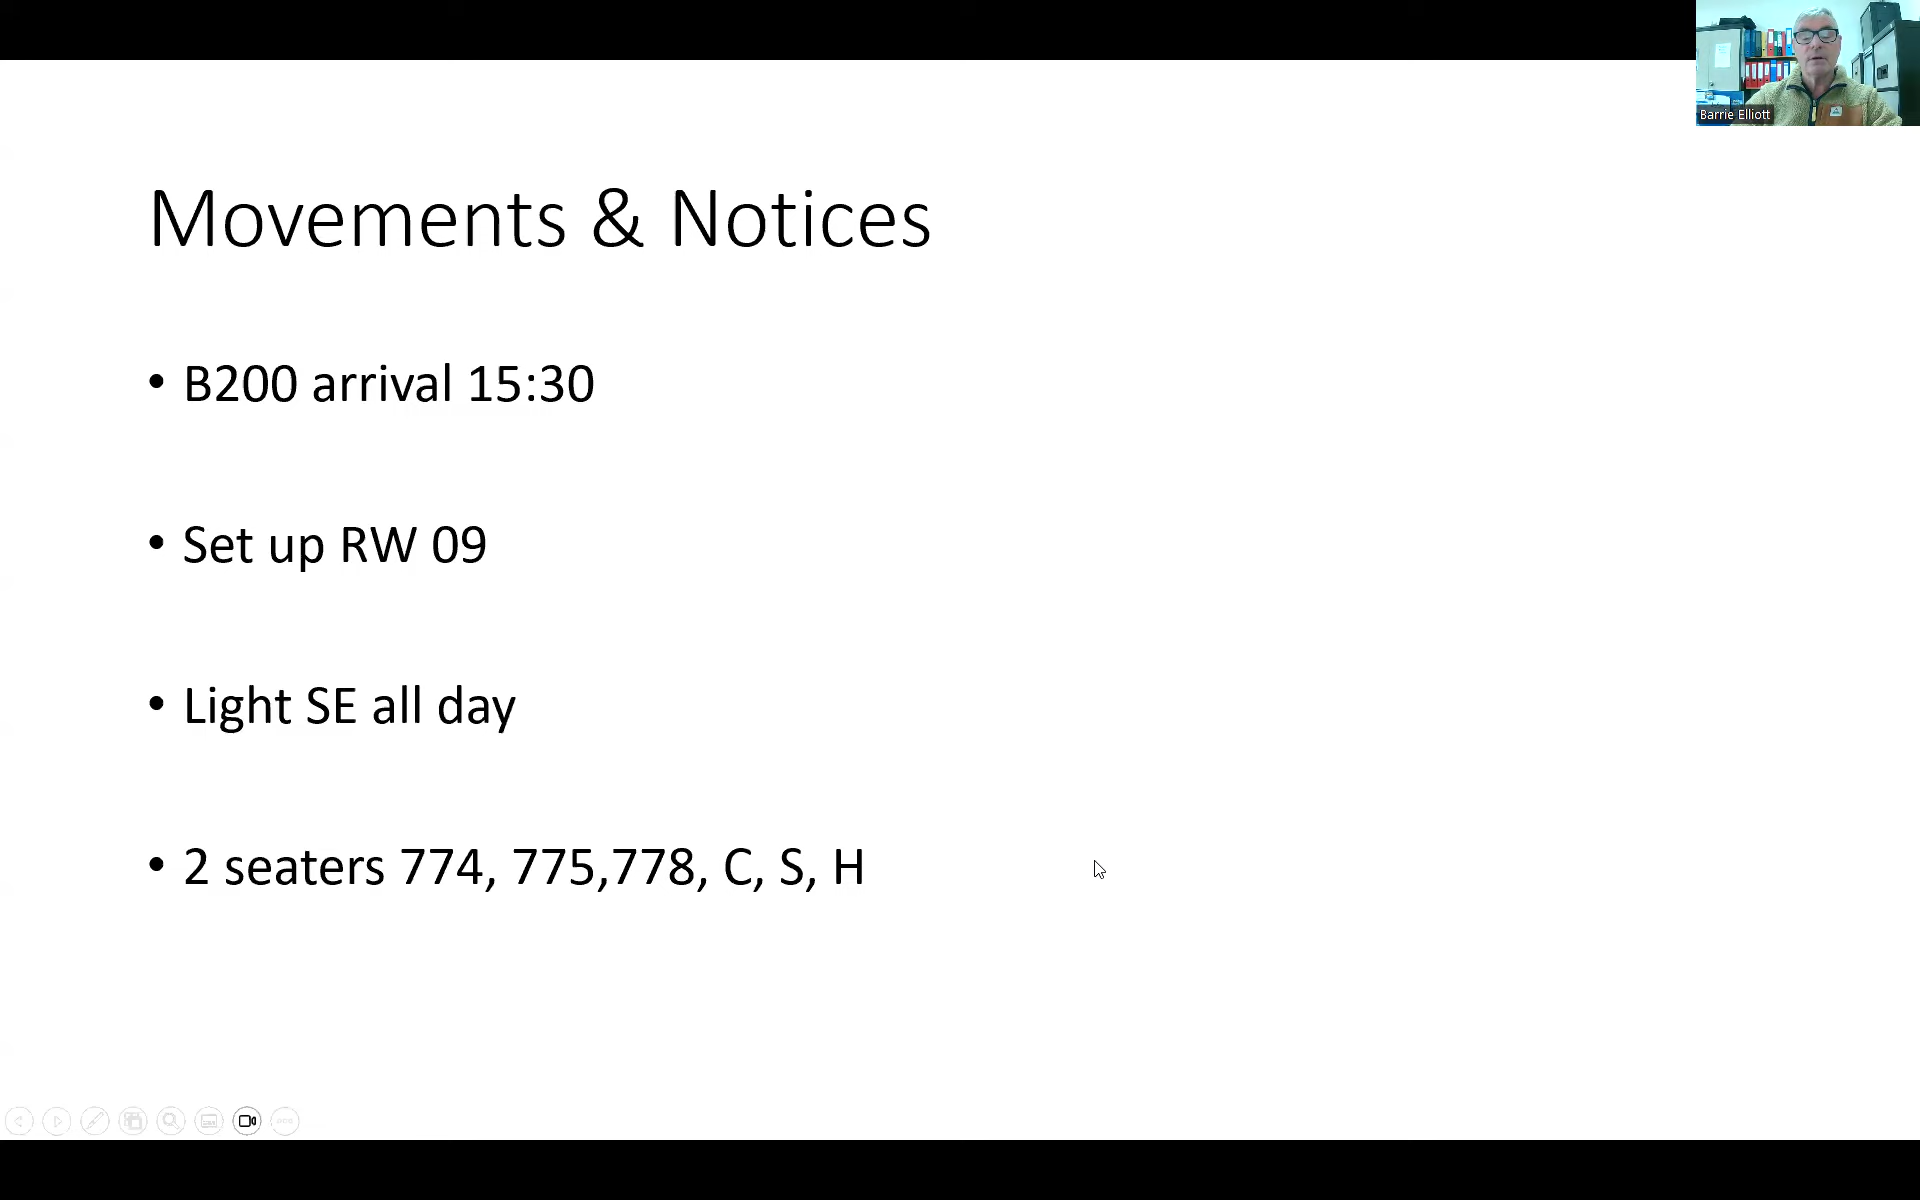 Barrie Elliott
Movements & Notices
• B200 arrival 15:30
• Set up RW 09
• Light SE all day
• 2 seaters 774, 775,778, C, S, H